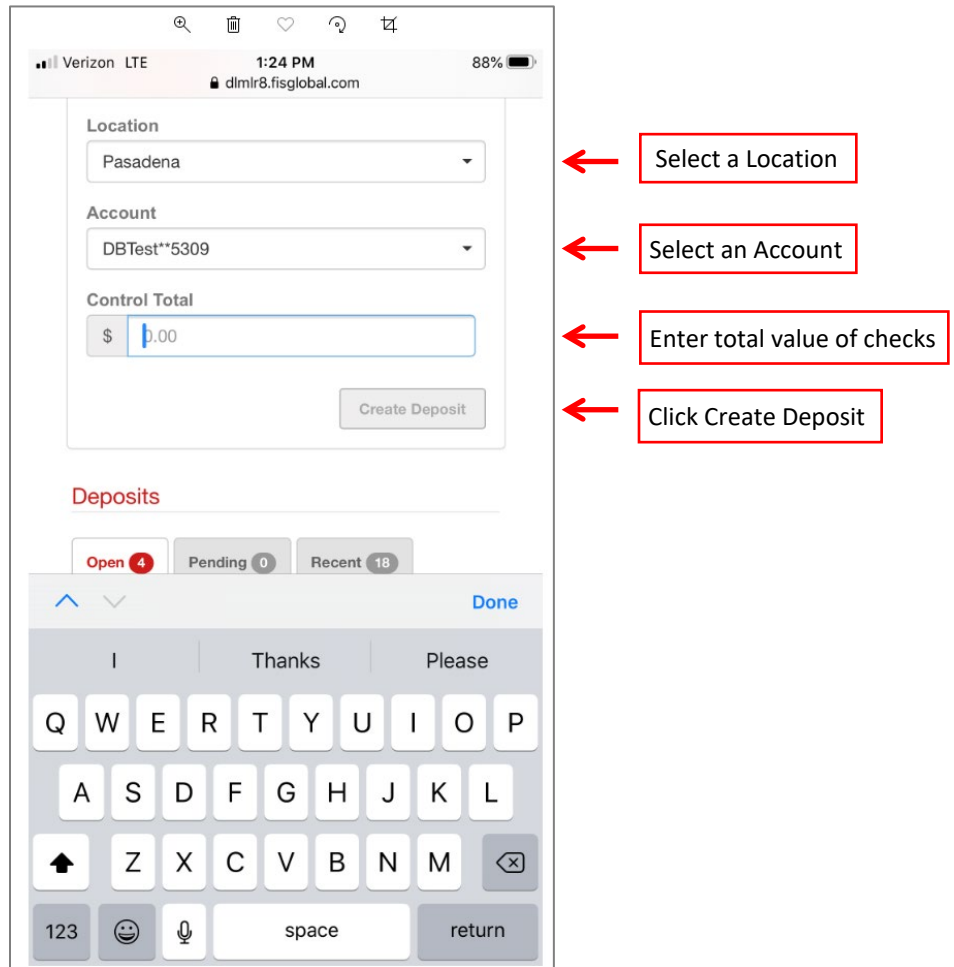 Verizon LTE 1:24 PM 88%
dlmlr8.fisglobal.com
Location
Pasadena
Select a Location
Account
DBTest**5309
Select an Account
Control Total
$ 0.00
Enter total value of checks
Create Deposit
Click Create Deposit
Deposits
Open 4 Pending 0 Recent 18
Done
I Thanks Please
Q W E R T Y U I O P
A S D F G H J K L
Z X C V B N M
123 space return